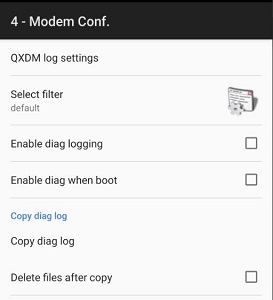 4 - Modem Conf.
QXDM log settings
Select filter
default
Enable diag logging
Enable diag when boot
Copy diag log
Copy diag log
Delete files after copy